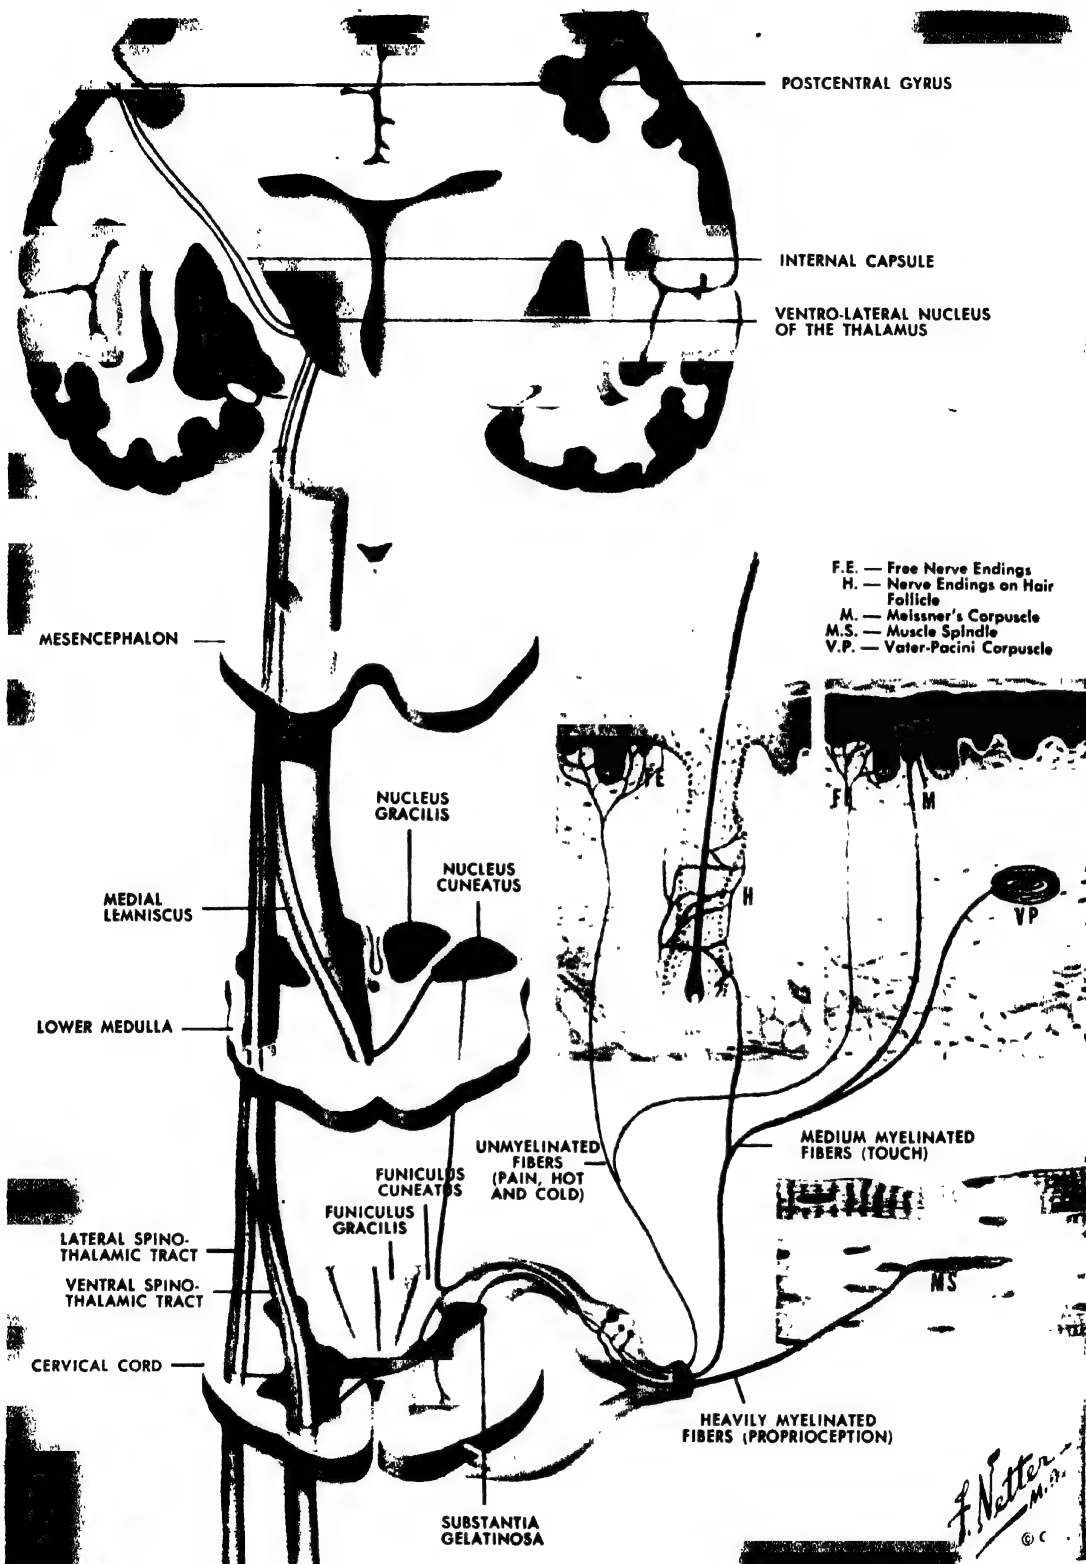 POSTCENTRAL GYRUS
INTERNAL CAPSULE
VENTRO-LATERAL NUCLEUS
OF THE THALAMUS
F.E. — Free Nerve Endings
H. — Nerve Endings on Hair
Follicle
M. — Meissner's Corpuscle
M.S. — Muscle Spindle
V.P. — Vater-Pacini Corpuscle
MESENCEPHALON
FE
F
M
H
VP
NUCLEUS
GRACILIS
NUCLEUS
CUNEATUS
MEDIAL
LEMNISCUS
LOWER MEDULLA
UNMYELINATED
FIBERS
(PAIN, HOT
AND COLD)
MEDIUM MYELINATED
FIBERS (TOUCH)
FUNICULUS
CUNEATUS
FUNICULUS
GRACILIS
LATERAL SPINO-
THALAMIC TRACT
VENTRAL SPINO-
THALAMIC TRACT
MS
CERVICAL CORD
HEAVILY MYELINATED
FIBERS (PROPRIOCEPTION)
SUBSTANTIA
GELATINOSA
F. Netter
M.D.
© C